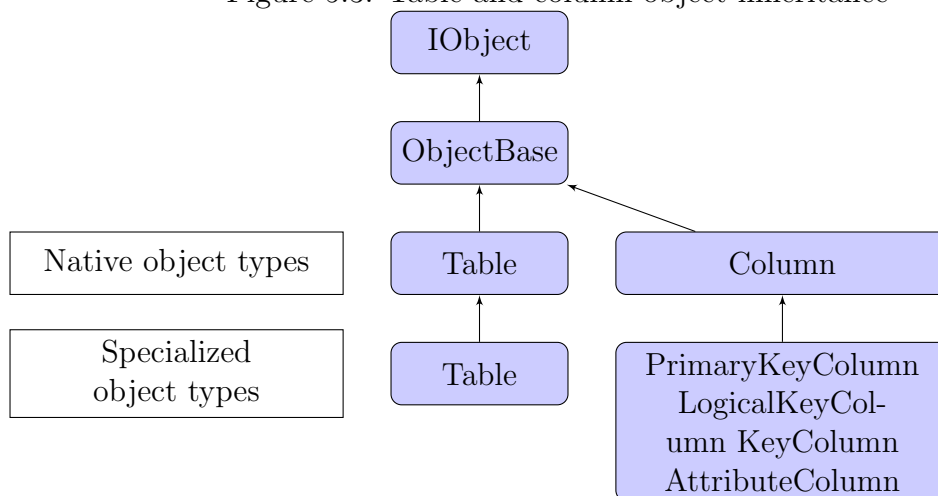 Figure 5.3: Table and column object inheritance
IObject
ObjectBase
Native object types
Table
Column
Specialized
object types
Table
PrimaryKeyColumn
LogicalKeyCol-
umn KeyColumn
AttributeColumn